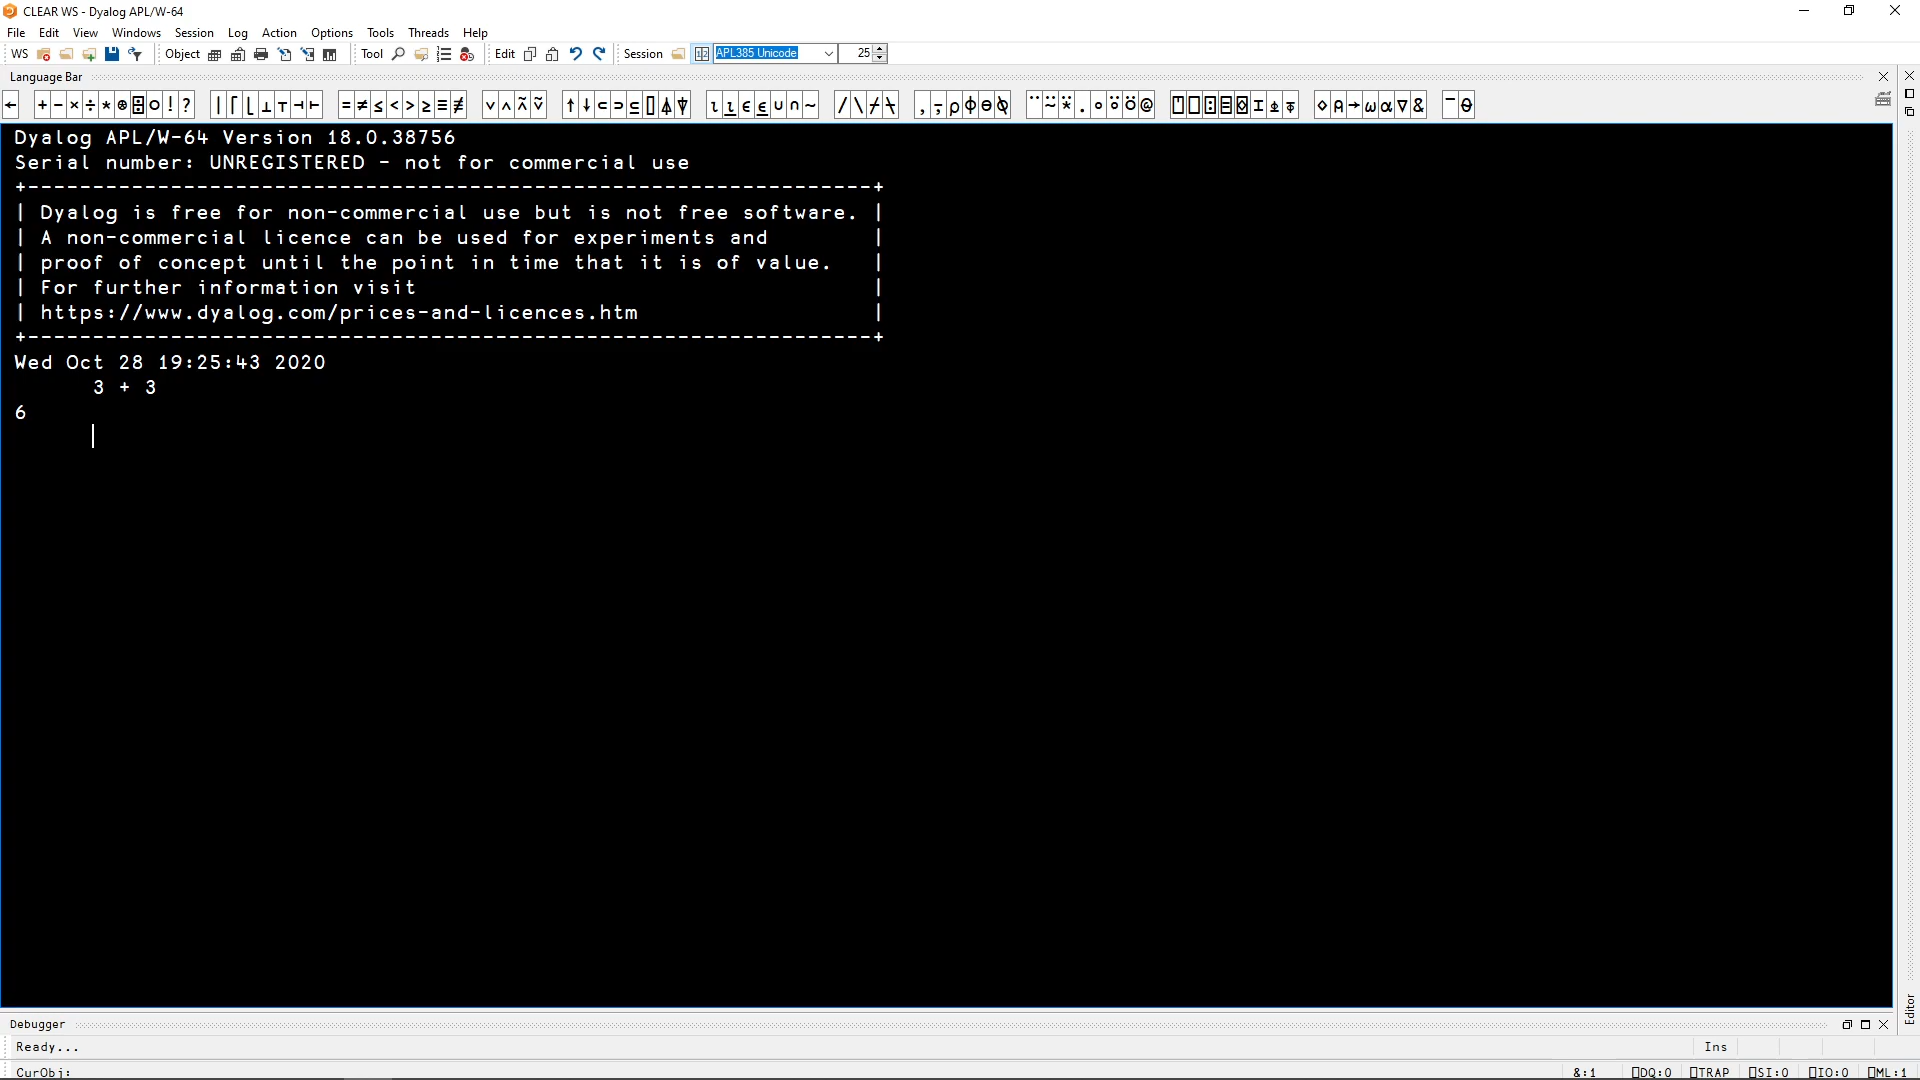 CLEAR WS - Dyalog APL/W-64
File Edit View Windows Session Log Action Options Tools Threads Help
WS Object Tool Edit Session APL385 Unicode 25
Language Bar
← + - × ÷ * ⍟ ⌹ ○ ! ? | ⌈ ⌊ ⊥ ⊤ ⊣ ⊢ = ≠ ≤ < > ≥ ≡ ≢ ∨ ∧ ⍲ ⍱ ↑ ↓ ⊂ ⊃ ⊆ ⌷ ⍋ ⍒ ⍳ ⍸ ∊ ⍷ ∪ ∩ ~ / \ ⌿ ⍀ , ⍪ ⍴ ⌽ ⊖ ⍉ ¨ ⍨ ⍣ . ∘ ⍤ ⍥ @ ⍞ ⎕ ⍠ ⌸ ⌺ ⌶ ⍎ ⍕ ⋄ ⍝ → ⍵ ⍺ ∇ & ¯ ⍬
Dyalog APL/W-64 Version 18.0.38756
Serial number: UNREGISTERED - not for commercial use
+-----------------------------------------------------------------+
| Dyalog is free for non-commercial use but is not free software. |
| A non-commercial licence can be used for experiments and        |
| proof of concept until the point in time that it is of value.   |
| For further information visit                                   |
| https://www.dyalog.com/prices-and-licences.htm                  |
+-----------------------------------------------------------------+
Wed Oct 28 19:25:43 2020
      3 + 3
6
Editor
Debugger
Ready...
Ins
CurObj:
&:1 ⎕DQ:0 ⎕TRAP ⎕SI:0 ⎕IO:0 ⎕ML:1